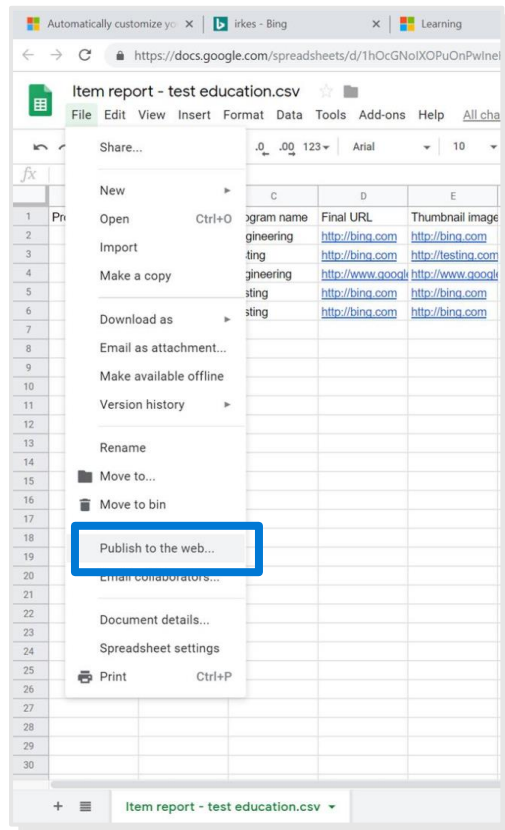 Automatically customize yo
irkes - Bing
Learning
https://docs.google.com/spreadsheets/d/1hOcGNoIXOPuOnPwIne
Item report - test education.csv
File Edit View Insert Format Data Tools Add-ons Help All cha
.0 .00 123 Arial 10
fx
Share...
New
Open Ctrl+O
Import
Make a copy
Download as
Email as attachment...
Make available offline
Version history
Rename
Move to...
Move to bin
Publish to the web...
Email collaborators...
Document details...
Spreadsheet settings
Print Ctrl+P
C D E
1 Pr ogram name Final URL Thumbnail image
2 gineering http://bing.com http://bing.com
3 ting http://bing.com http://testing.com
4 gineering http://www.google http://www.google
5 sting http://bing.com http://bing.com
6 sting http://bing.com http://bing.com
7
8
9
10
11
12
13
14
15
16
17
18
19
20
21
22
23
24
25
26
27
28
29
30
Item report - test education.csv